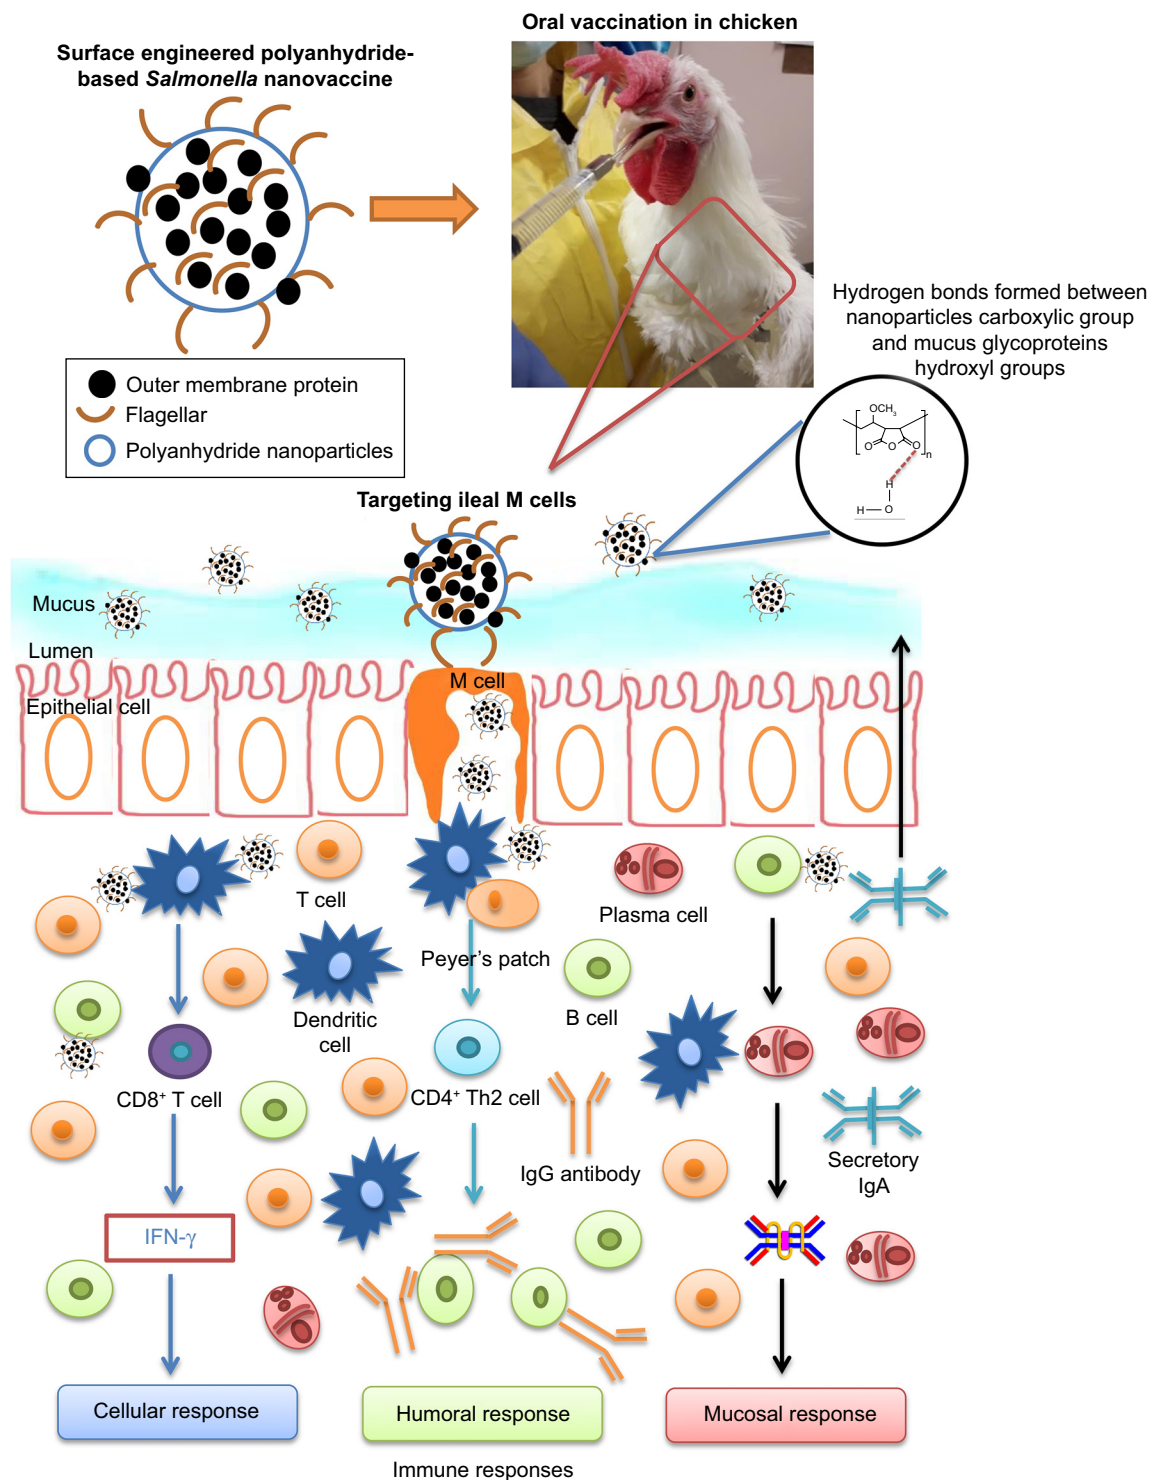 Oral vaccination in chicken
Surface engineered polyanhydride-
based Salmonella nanovaccine
Outer membrane protein
Flagellar
Polyanhydride nanoparticles
Hydrogen bonds formed between
nanoparticles carboxylic group
and mucus glycoproteins
hydroxyl groups
OCH₃
O O O
n
H
H O
Targeting ileal M cells
Mucus
Lumen
M cell
Epithelial cell
T cell
Plasma cell
Peyer's patch
Dendritic
cell
B cell
CD8⁺ T cell
CD4⁺ Th2 cell
IgG antibody
Secretory
IgA
IFN-γ
Cellular response
Humoral response
Mucosal response
Immune responses